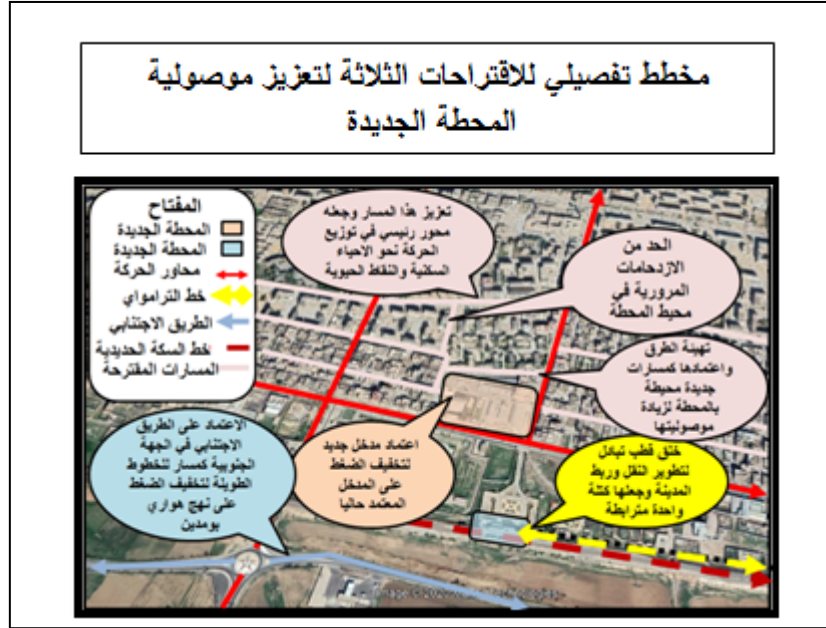 مخطط تفصيلي للاقتراحات الثلاثة لتعزيز موصولية
المحطة الجديدة
المفتاح
المحطة الجديدة
المحطة الجديدة
محاور الحركة
خط الترامواي
الطريق الاجتنابي
خط السكة الحديدية
المسارات المقترحة
تعزيز هذا المسار وجعله
محور رئيسي في توزيع
الحركة نحو الاحياء
السكنية والنقاط الحيوية
الحد من
الازدحامات
المرورية في
محيط المحطة
تهيئة الطرق
واعتمادها كمسارات
جديدة محيطة
بالمحطة لزيادة
موصوليتها
خلق قطب تبادل
لتطوير النقل وربط
المدينة وجعلها كتلة
واحدة مترابطة
اعتماد مدخل جديد
لتخفيف الضغط
على المدخل
المعتمد حاليا
الاعتماد على الطريق
الاجتنابي في الجهة
الجنوبية كمسار للخطوط
الطويلة لتخفيف الضغط
على نهج هواري
بومدين